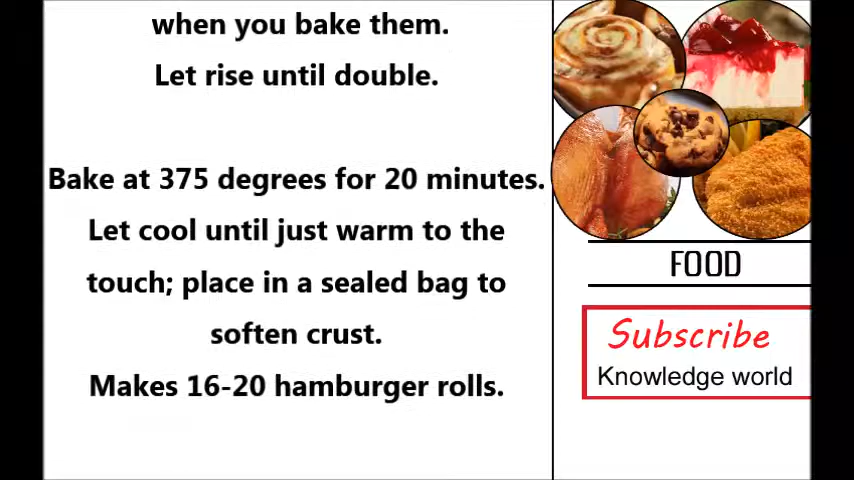 when you bake them.
Let rise until double.
Bake at 375 degrees for 20 minutes.
Let cool until just warm to the
touch; place in a sealed bag to
soften crust.
Makes 16-20 hamburger rolls.
FOOD
Subscribe
Knowledge world